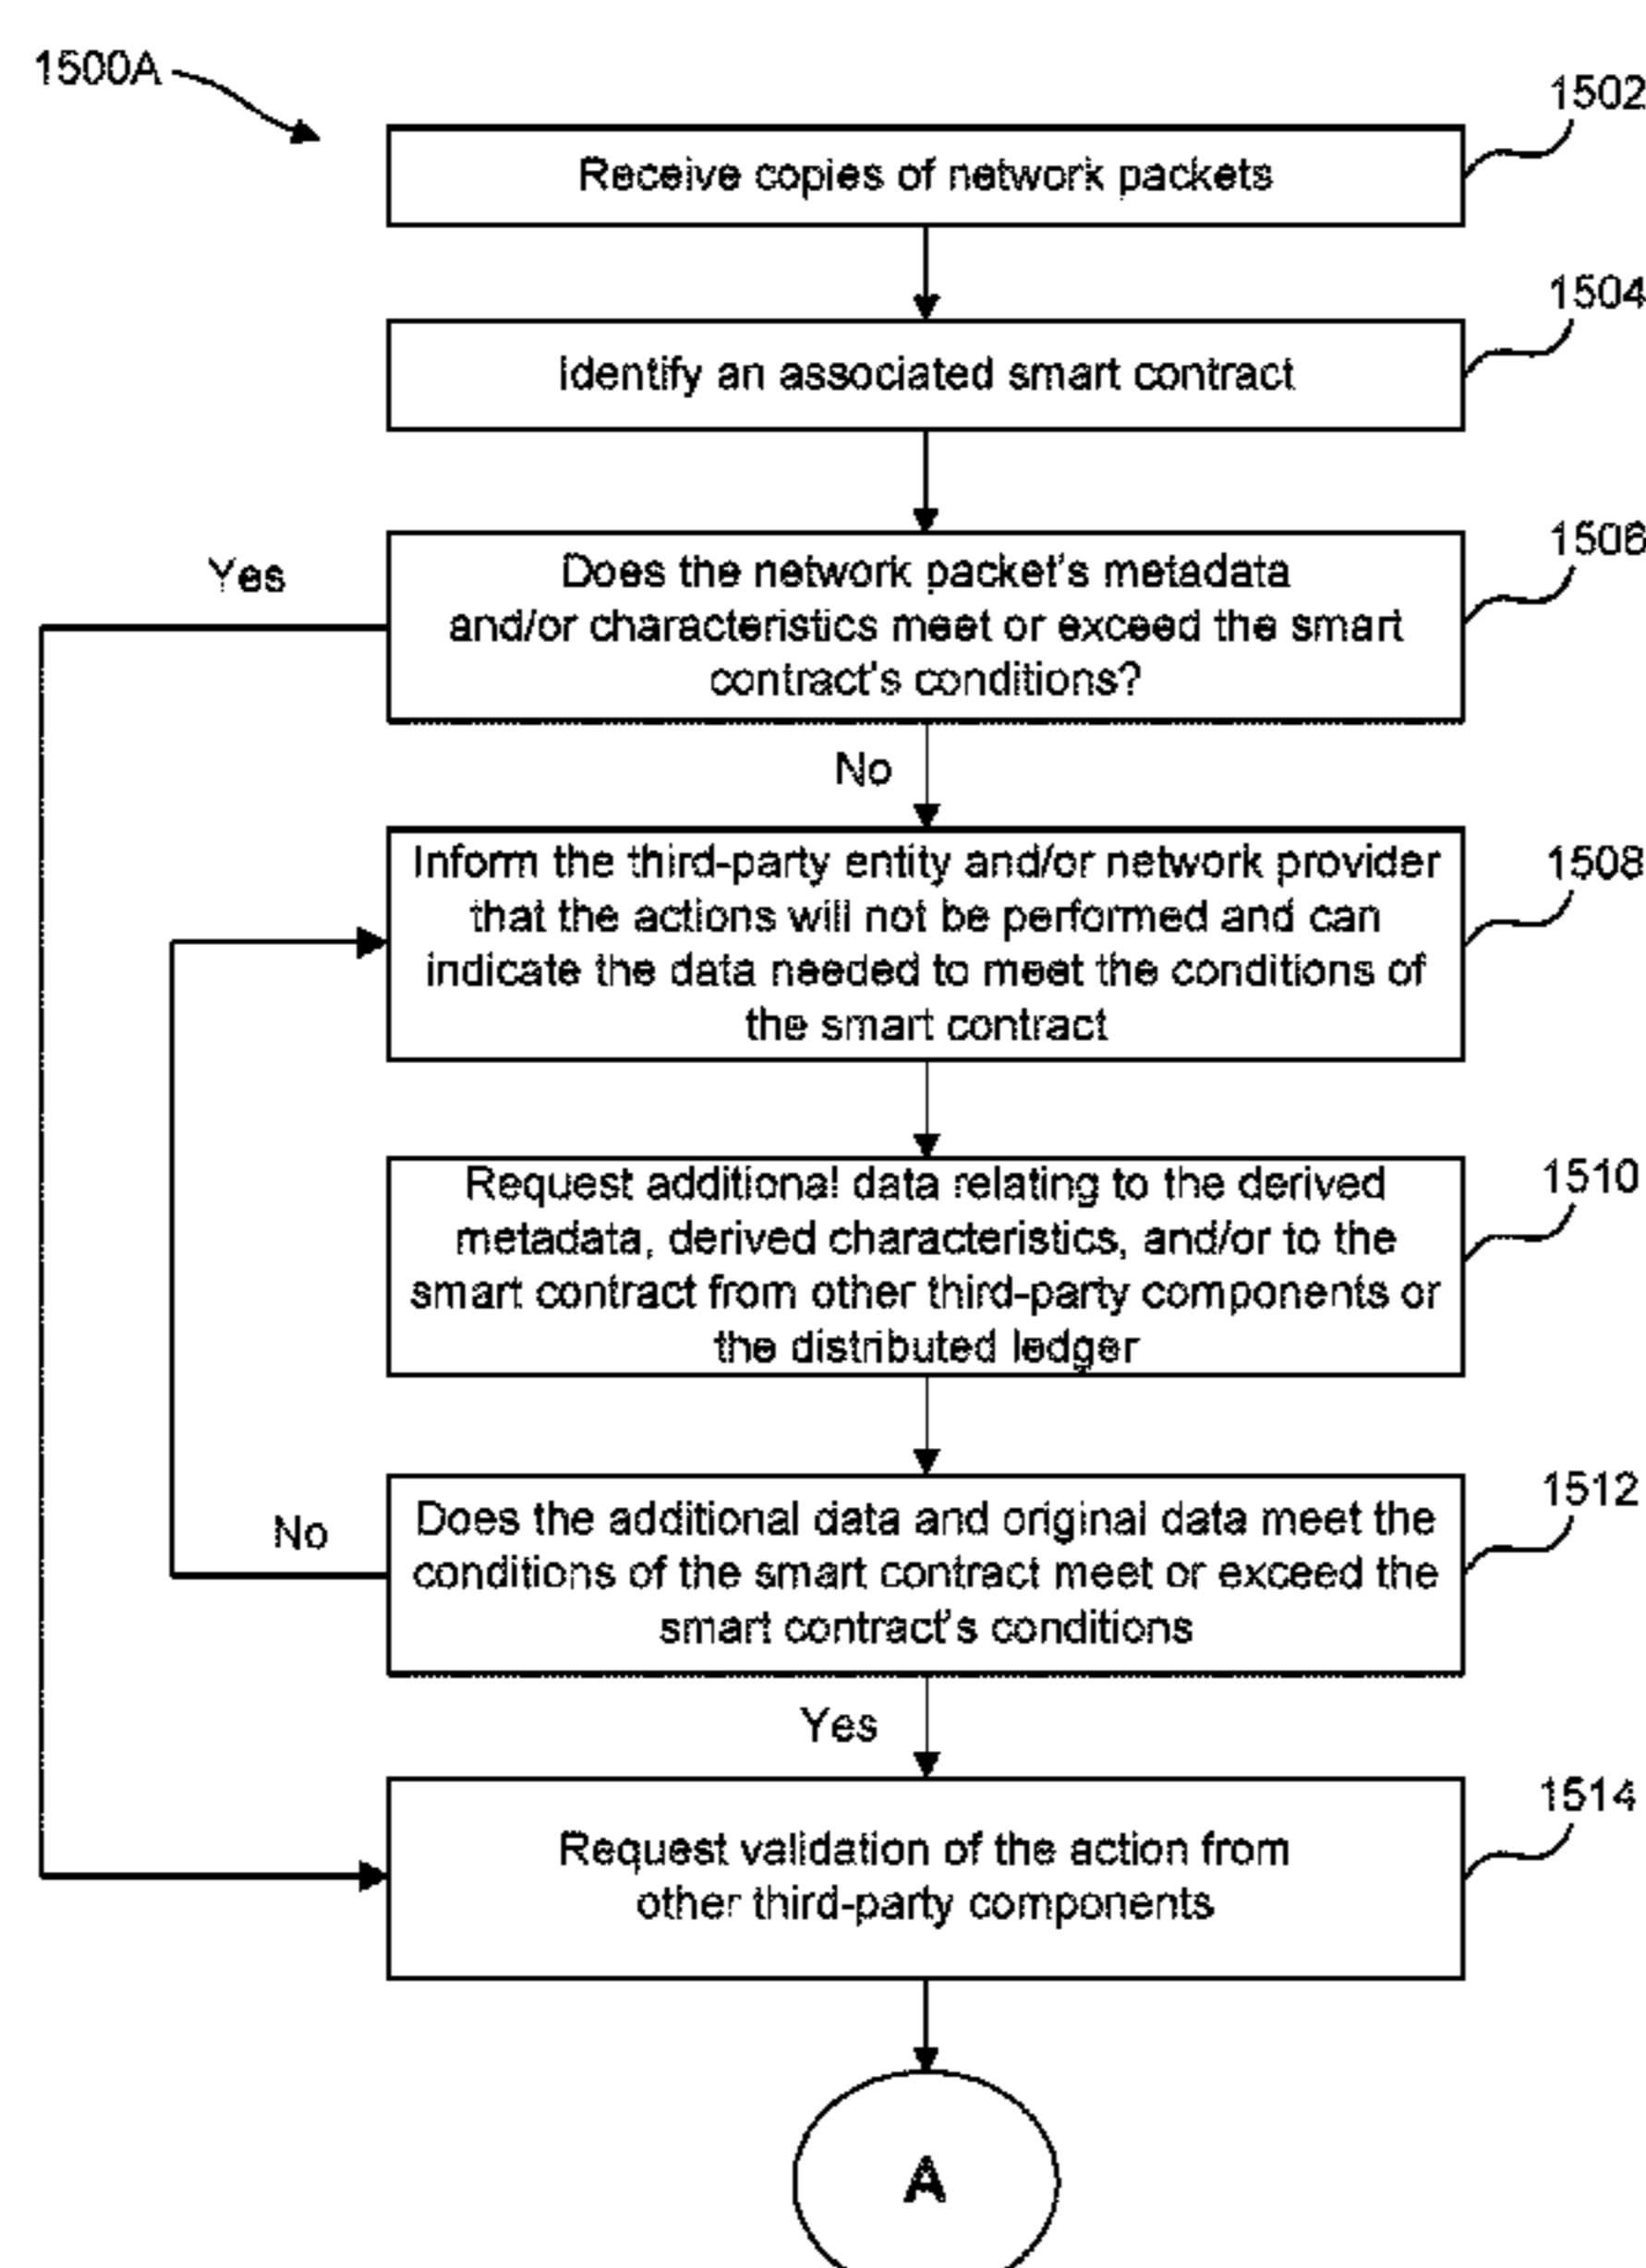 1500A
1502
Receive copies of network packets
1504
Identify an associated smart contract
1506
Yes
Does the network packet's metadata
and/or characteristics meet or exceed the smart
contract's conditions?
No
1508
Inform the third-party entity and/or network provider
that the actions will not be performed and can
indicate the data needed to meet the conditions of
the smart contract
1510
Request additional data relating to the derived
metadata, derived characteristics, and/or to the
smart contract from other third-party components or
the distributed ledger
1512
No
Does the additional data and original data meet the
conditions of the smart contract meet or exceed the
smart contract's conditions
Yes
1514
Request validation of the action from
other third-party components
A